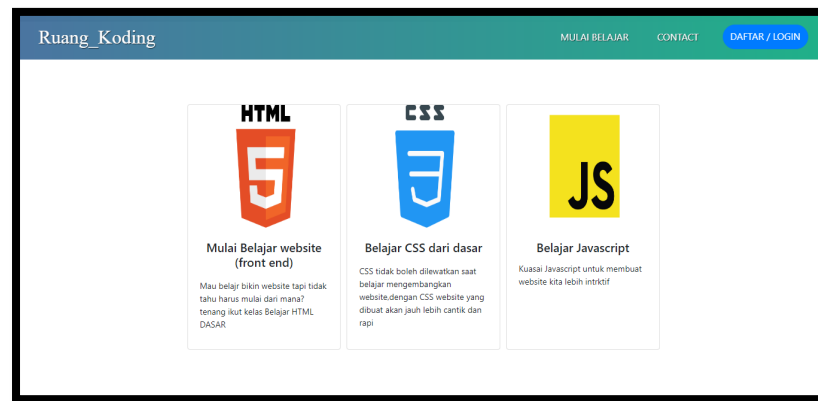 Ruang_Koding
MULAI BELAJAR
CONTACT
DAFTAR / LOGIN
HTML
5
Mulai Belajar website
(front end)
Mau belajr bikin website tapi tidak
tahu harus mulai dari mana?
tenang ikut kelas Belajar HTML
DASAR
CSS
3
Belajar CSS dari dasar
CSS tidak boleh dilewatkan saat
belajar mengembangkan
website,dengan CSS website yang
dibuat akan jauh lebih cantik dan
rapi
JS
Belajar Javascript
Kuasai Javascript untuk membuat
website kita lebih intrktif